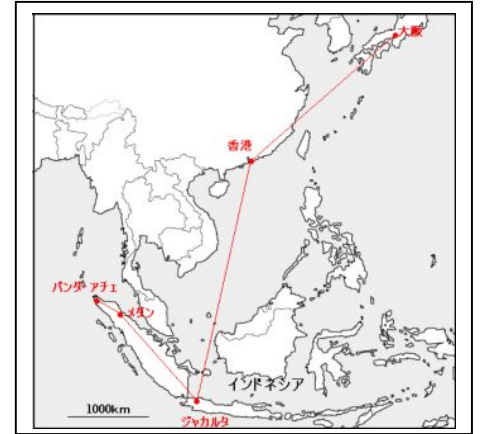 大阪
香港
バンダ アチェ
メダン
インドネシア
1000km
ジャカルタ